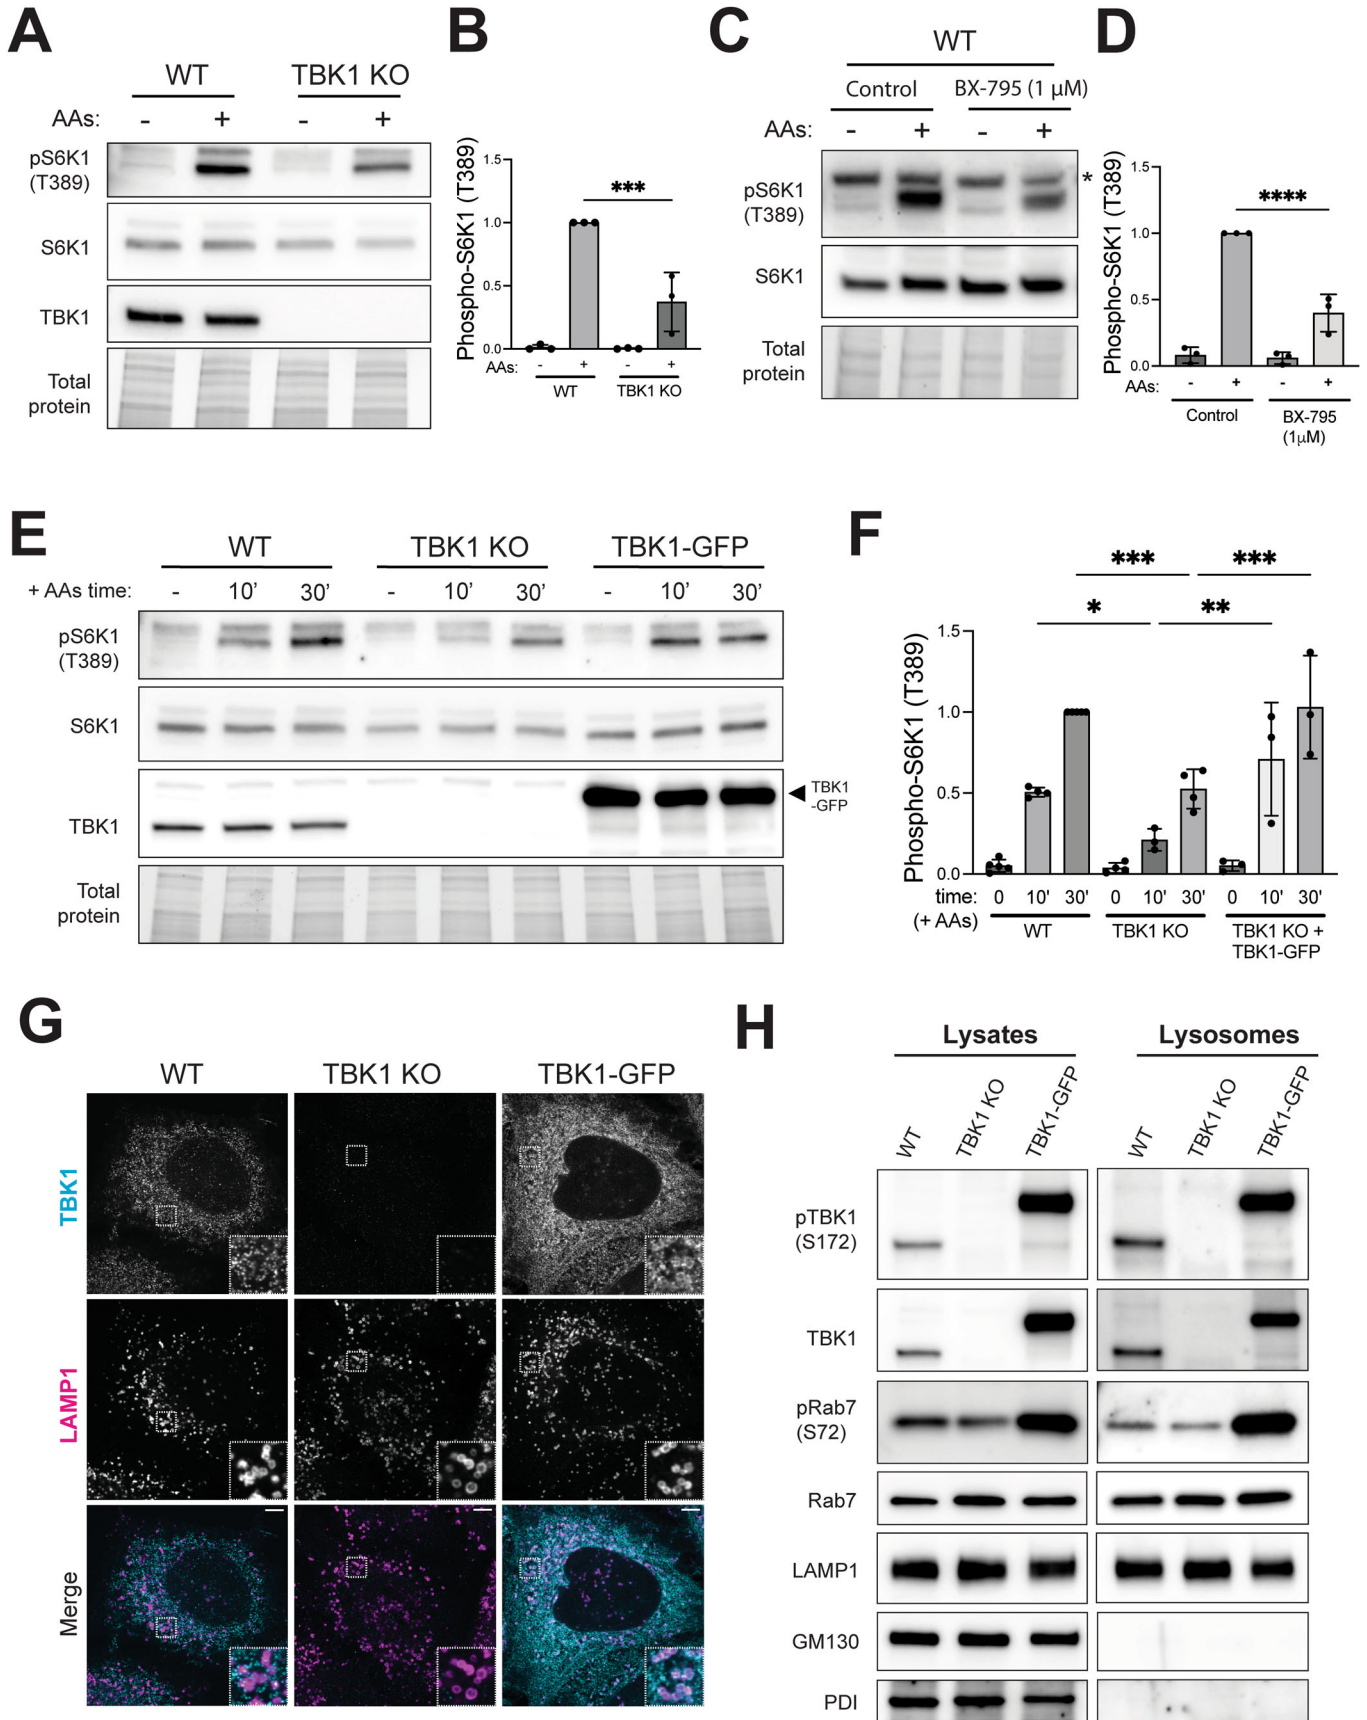 A
WT TBK1 KO
AAs: - + - +
pS6K1
(T389)
S6K1
TBK1
Total
protein
B
Phospho-S6K1 (T389)
1.5
1.0
0.5
0.0
***
AAs: - + - +
WT TBK1 KO
C
WT
Control BX-795 (1 µM)
AAs: - + - +
pS6K1
(T389)
*
S6K1
Total
protein
D
Phospho-S6K1 (T389)
1.5
1.0
0.5
0.0
****
AAs: - + - +
Control BX-795
(1µM)
E
WT TBK1 KO TBK1-GFP
+ AAs time: - 10' 30' - 10' 30' - 10' 30'
pS6K1
(T389)
S6K1
TBK1
◀ TBK1
-GFP
Total
protein
F
*** ***
* **
Phospho-S6K1 (T389)
1.5
1.0
0.5
0.0
time: 0 10' 30' 0 10' 30' 0 10' 30'
(+ AAs)
WT TBK1 KO TBK1 KO +
TBK1-GFP
G
WT TBK1 KO TBK1-GFP
TBK1
LAMP1
Merge
H
Lysates Lysosomes
WT TBK1 KO TBK1-GFP WT TBK1 KO TBK1-GFP
pTBK1
(S172)
TBK1
pRab7
(S72)
Rab7
LAMP1
GM130
PDI